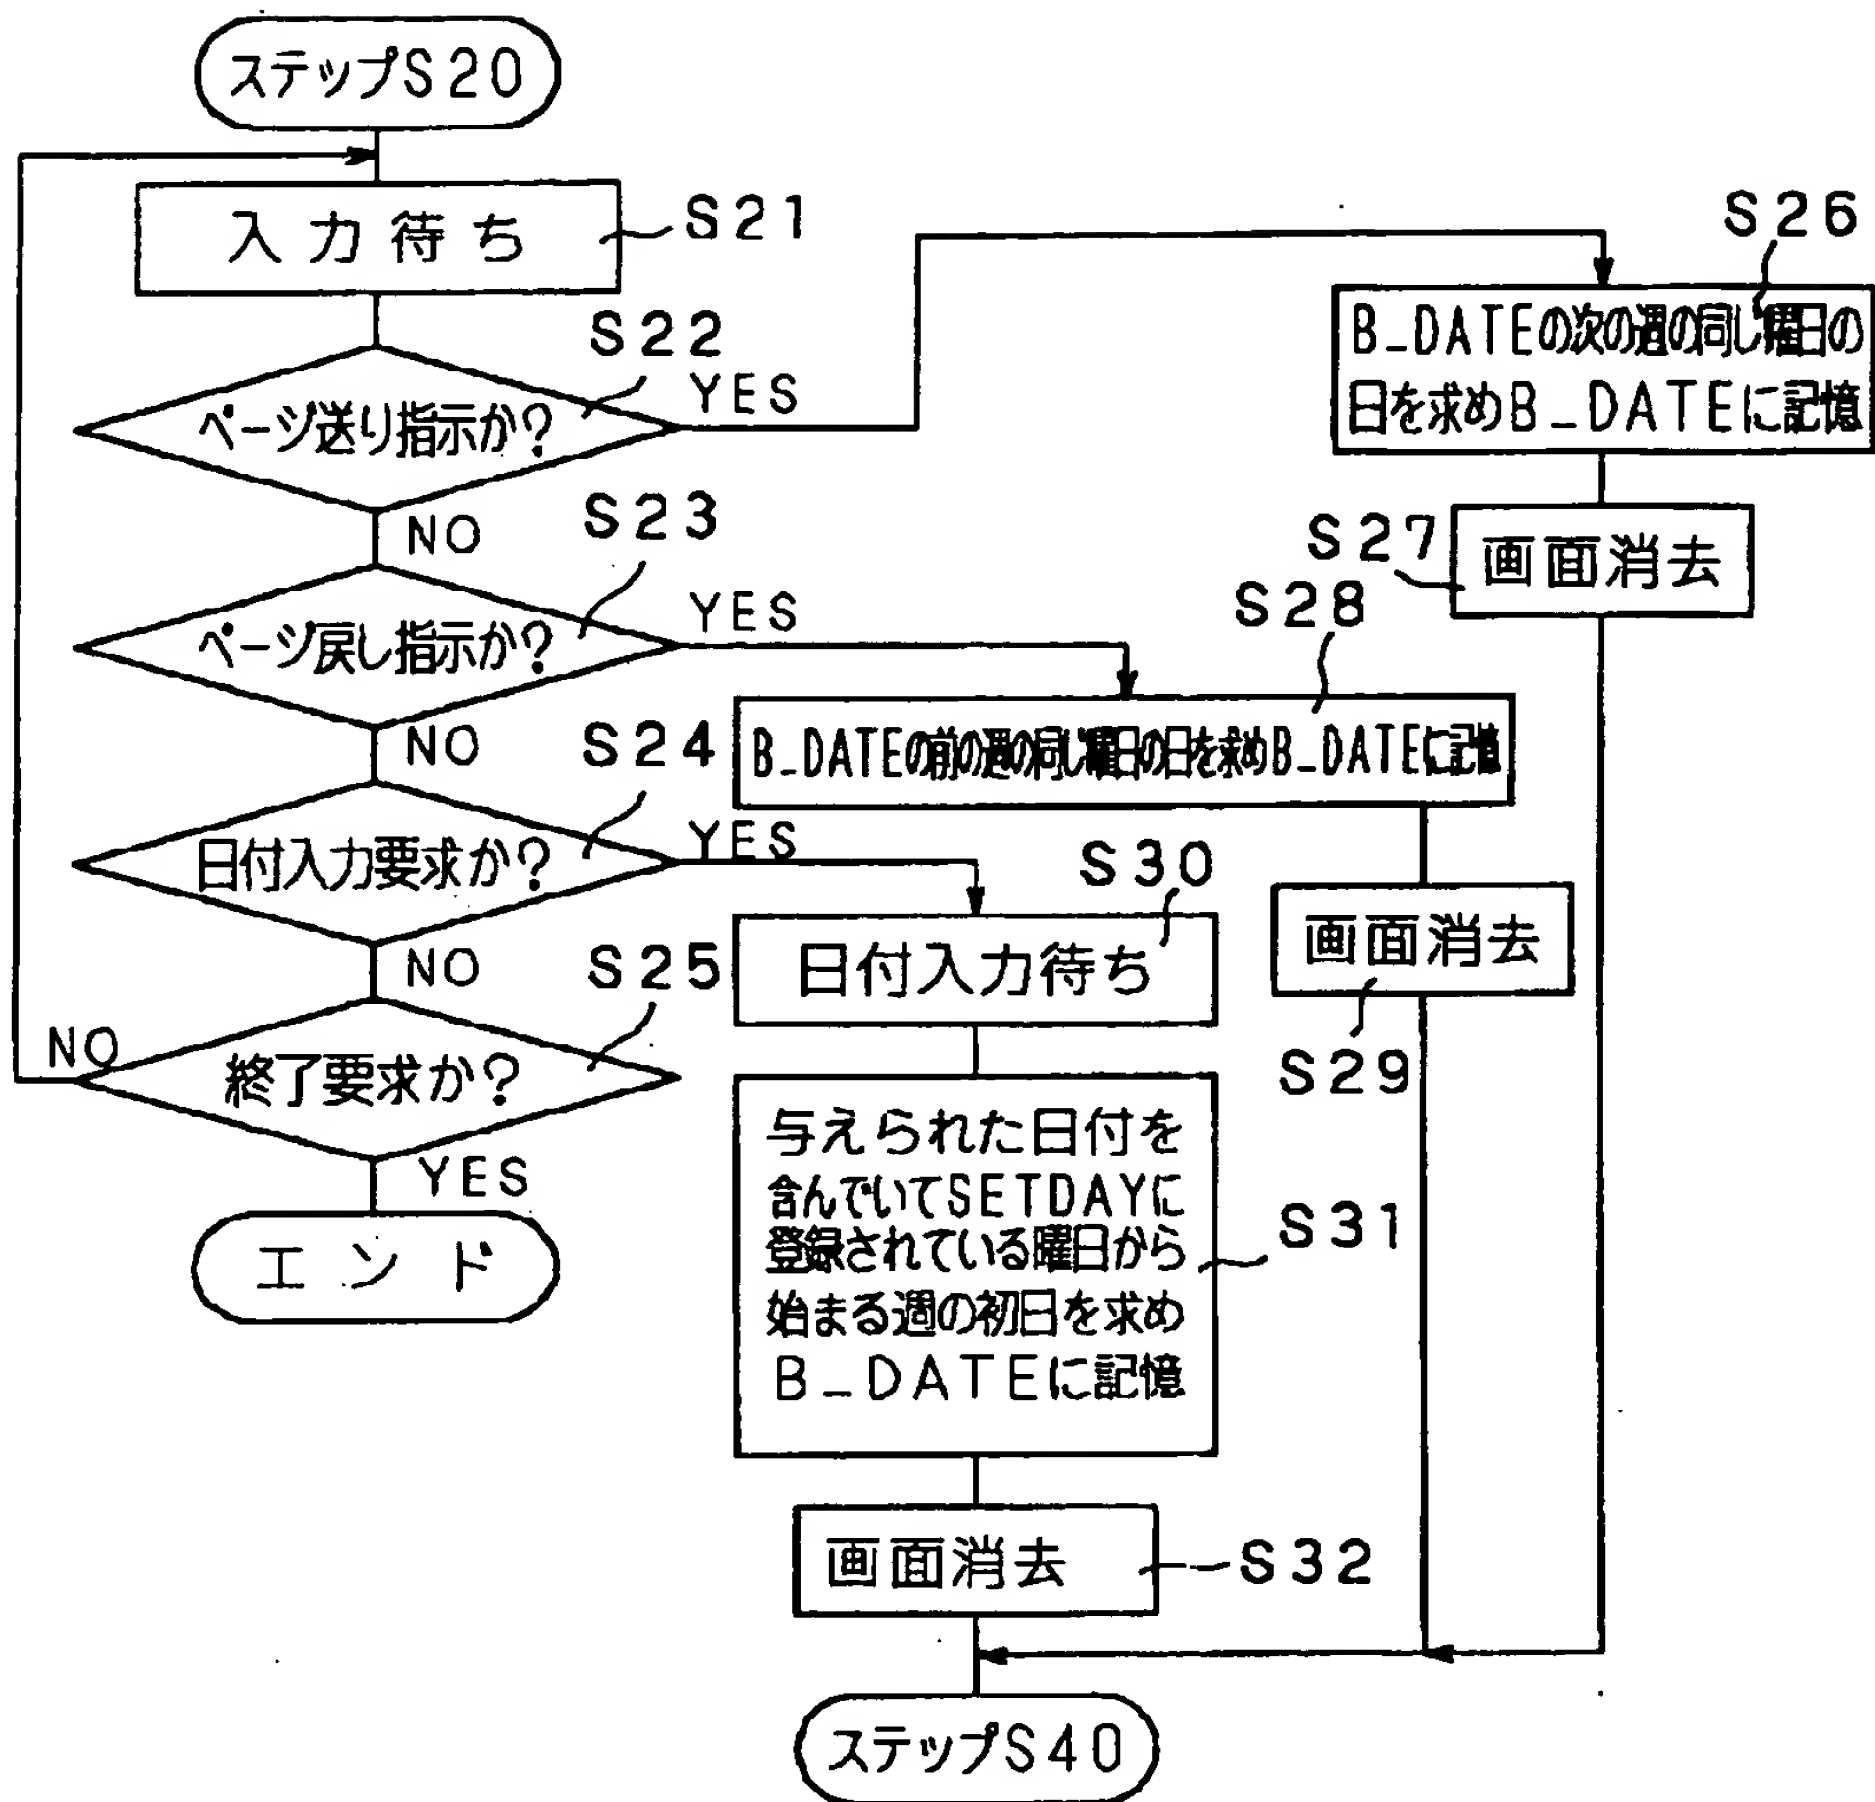 ステップS20
入力待ち
S21
S22
ページ送り指示か?
YES
NO
S26
B_DATEの次の週の同じ曜日の
日を求めB_DATEに記憶
S27
画面消去
S23
ページ戻し指示か?
YES
NO
S28
B_DATEの前の週の同じ曜日の日を求めB_DATEに記憶
S29
画面消去
S24
日付入力要求か?
YES
NO
S30
日付入力待ち
S25
終了要求か?
NO
YES
エンド
与えられた日付を
含んでいてSETDAYに
登録されている曜日から
始まる週の初日を求め
B_DATEに記憶
S31
画面消去
S32
ステップS40